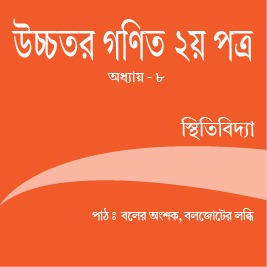 উচ্চতর গণিত ২য় পত্র
অধ্যায় - ৮
স্থিতিবিদ্যা
পাঠ ঃ বলের অংশক, বলজোটের লব্ধি